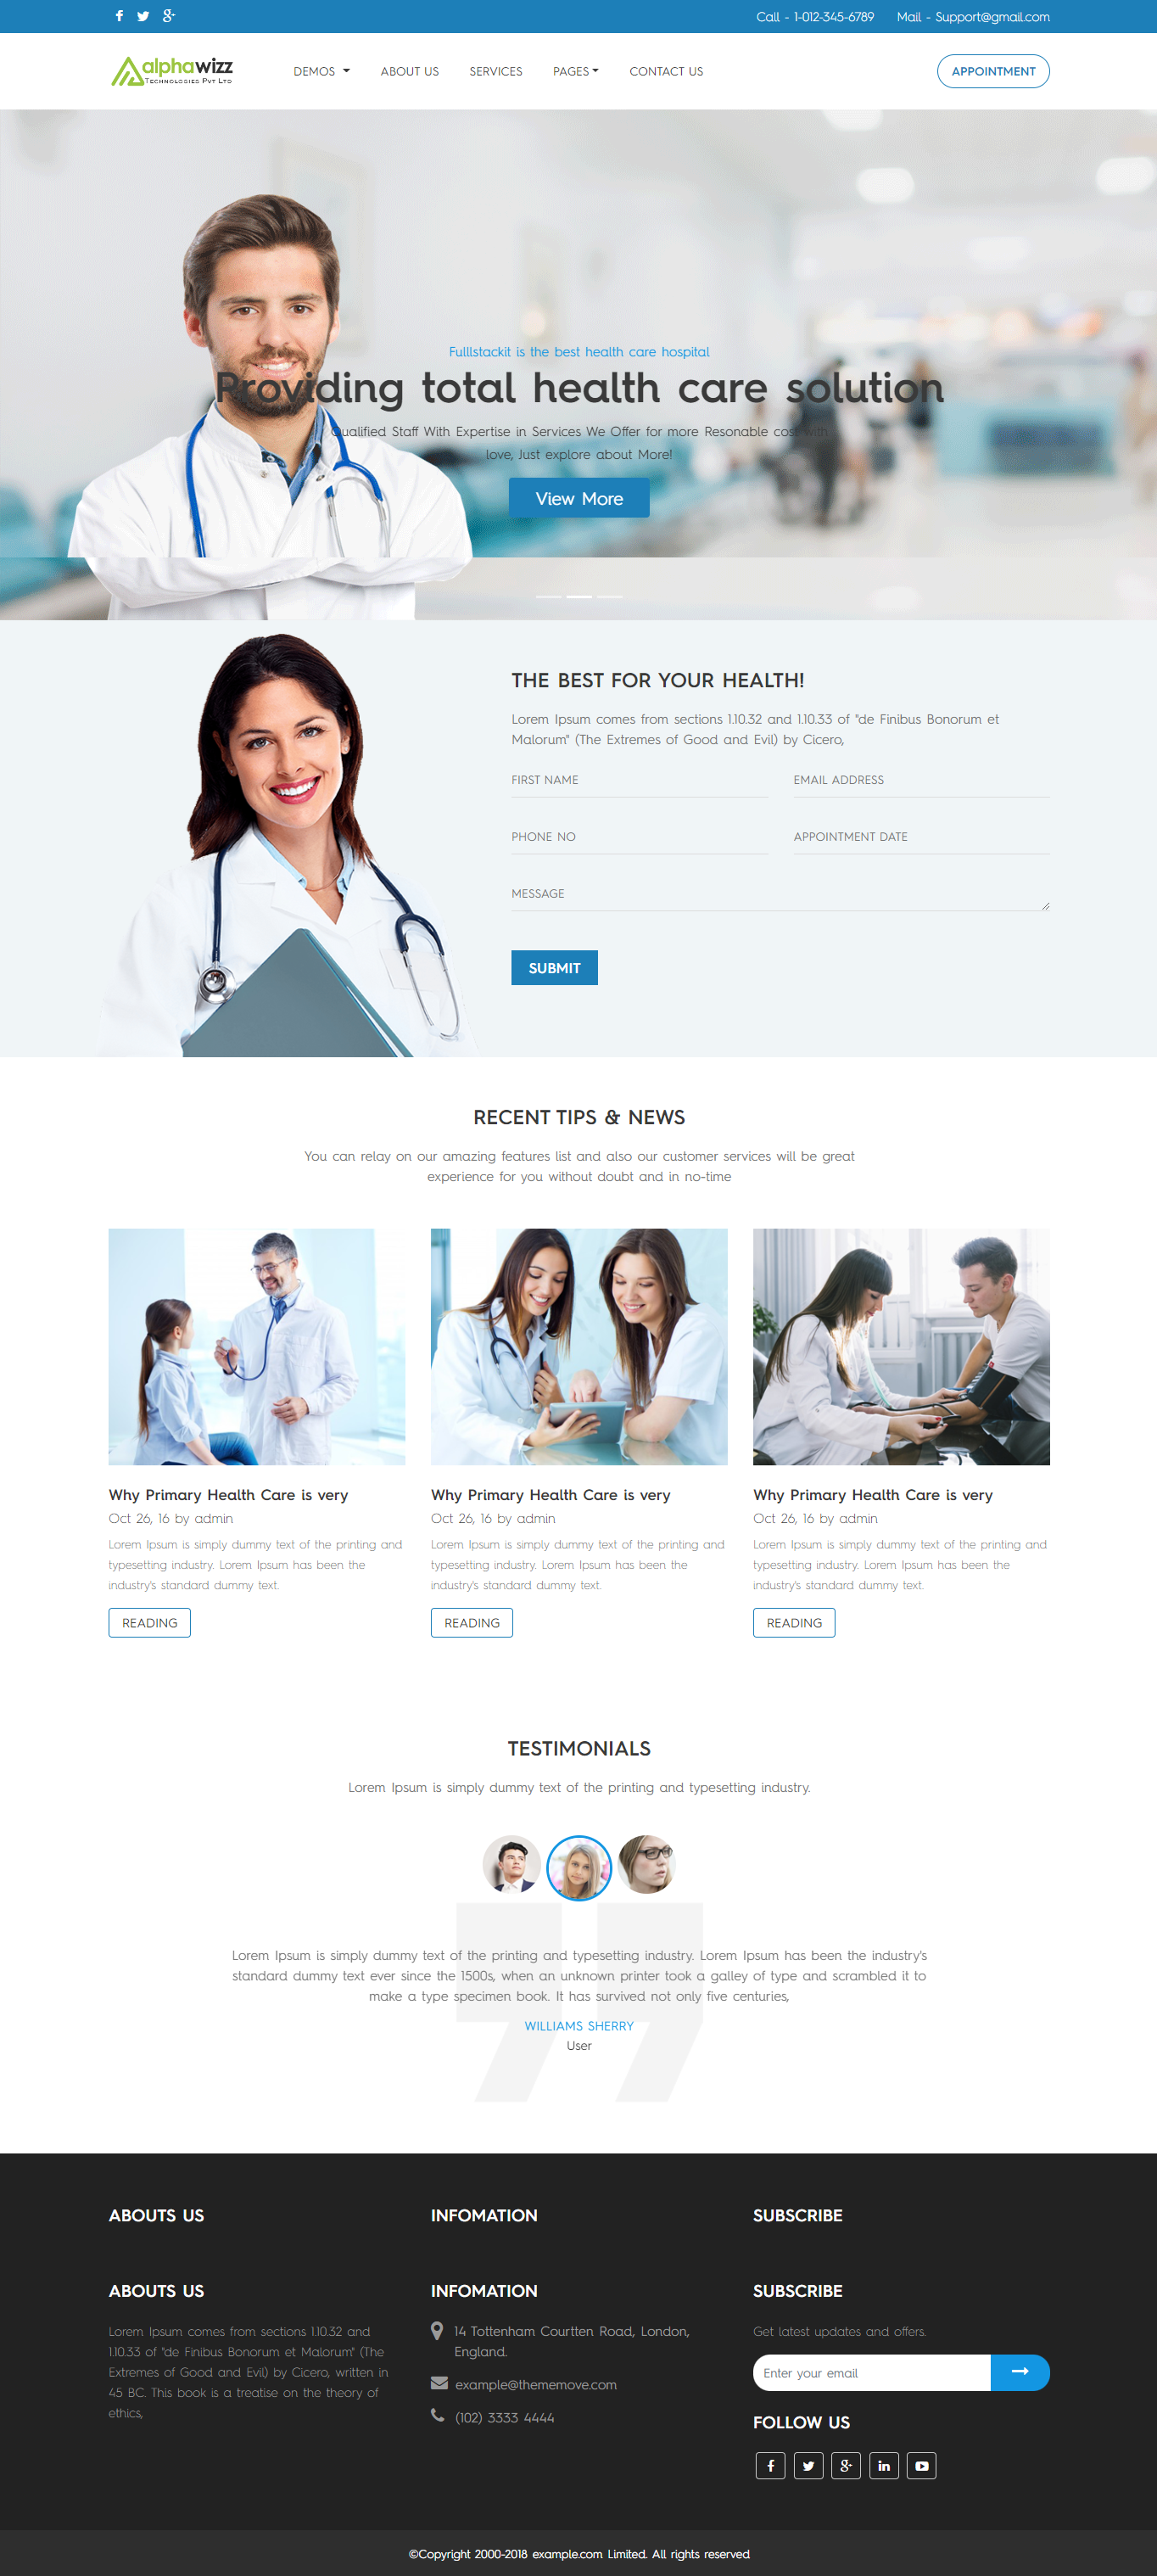 Call - 1-012-345-6789 Mail - Support@gmail.com
alphawizz
Technologies Pvt Ltd
DEMOS ABOUT US SERVICES PAGES CONTACT US APPOINTMENT
Fulllstackit is the best health care hospital
Providing total health care solution
Qualified Staff With Expertise in Services We Offer for more Resonable cost with
love, Just explore about More!
View More
THE BEST FOR YOUR HEALTH!
Lorem Ipsum comes from sections 1.10.32 and 1.10.33 of "de Finibus Bonorum et
Malorum" (The Extremes of Good and Evil) by Cicero,
FIRST NAME EMAIL ADDRESS
PHONE NO APPOINTMENT DATE
MESSAGE
SUBMIT
RECENT TIPS & NEWS
You can relay on our amazing features list and also our customer services will be great
experience for you without doubt and in no-time
Why Primary Health Care is very
Oct 26, 16 by admin
Lorem Ipsum is simply dummy text of the printing and
typesetting industry. Lorem Ipsum has been the
industry's standard dummy text.
READING
Why Primary Health Care is very
Oct 26, 16 by admin
Lorem Ipsum is simply dummy text of the printing and
typesetting industry. Lorem Ipsum has been the
industry's standard dummy text.
READING
Why Primary Health Care is very
Oct 26, 16 by admin
Lorem Ipsum is simply dummy text of the printing and
typesetting industry. Lorem Ipsum has been the
industry's standard dummy text.
READING
TESTIMONIALS
Lorem Ipsum is simply dummy text of the printing and typesetting industry.
Lorem Ipsum is simply dummy text of the printing and typesetting industry. Lorem Ipsum has been the industry's
standard dummy text ever since the 1500s, when an unknown printer took a galley of type and scrambled it to
make a type specimen book. It has survived not only five centuries,
WILLIAMS SHERRY
User
ABOUTS US INFOMATION SUBSCRIBE
ABOUTS US
Lorem Ipsum comes from sections 1.10.32 and
1.10.33 of "de Finibus Bonorum et Malorum" (The
Extremes of Good and Evil) by Cicero, written in
45 BC. This book is a treatise on the theory of
ethics,
INFOMATION
14 Tottenham Courtten Road, London,
England.
example@thememove.com
(102) 3333 4444
SUBSCRIBE
Get latest updates and offers.
Enter your email
FOLLOW US
©Copyright 2000-2018 example.com Limited. All rights reserved